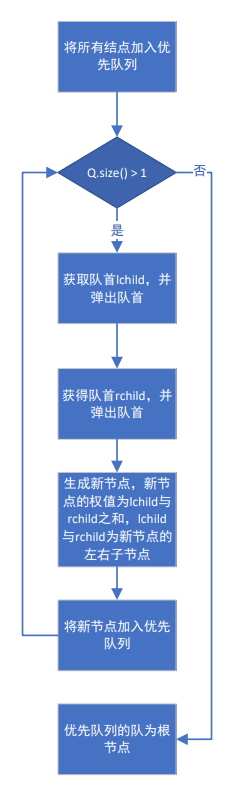 将所有结点加入优
先队列
Q.size() > 1
否
是
获取队首lchild，并
弹出队首
获得队首rchild，并
弹出队首
生成新节点，新节
点的权值为lchild与
rchild之和，lchild
与rchild为新节点的
左右子节点
将新节点加入优先
队列
优先队列的队为根
节点